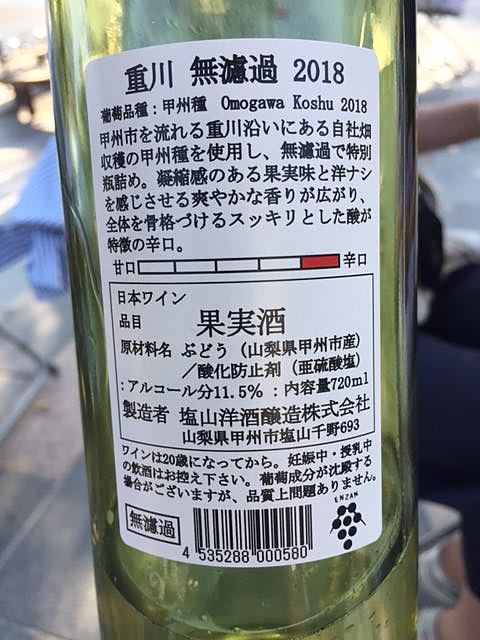 重川 無濾過 2018
葡萄品種：甲州種 Omogawa Koshu 2018
甲州市を流れる重川沿いにある自社畑
収穫の甲州種を使用し、無濾過で特別
瓶詰め。凝縮感のある果実味と洋ナシ
を感じさせる爽やかな香りが広がり、
全体を骨格づけるスッキリとした酸が
特徴の辛口。
甘口 辛口
日本ワイン
品目 果実酒
原材料名 ぶどう（山梨県甲州市産）
／酸化防止剤（亜硫酸塩）
：アルコール分11.5％ ：内容量720ml
製造者 塩山洋酒醸造株式会社
山梨県甲州市塩山千野693
ワインは20歳になってから。妊娠中・授乳中
の飲酒はお控え下さい。葡萄成分が沈殿する
場合がございますが、品質上問題ありません。
ENZAN
無濾過
4 535288 000580